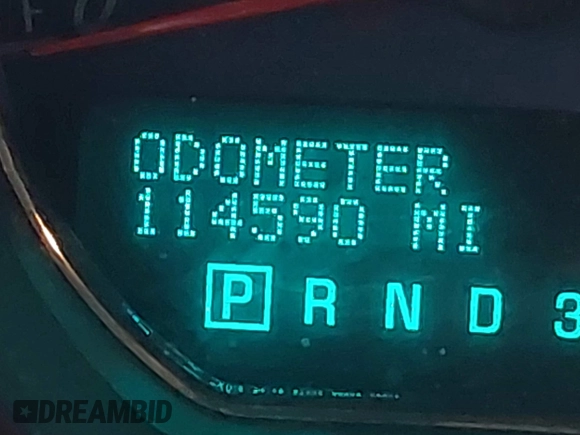 ODOMETER
114590 MI
P R N D 3
DREAMBID